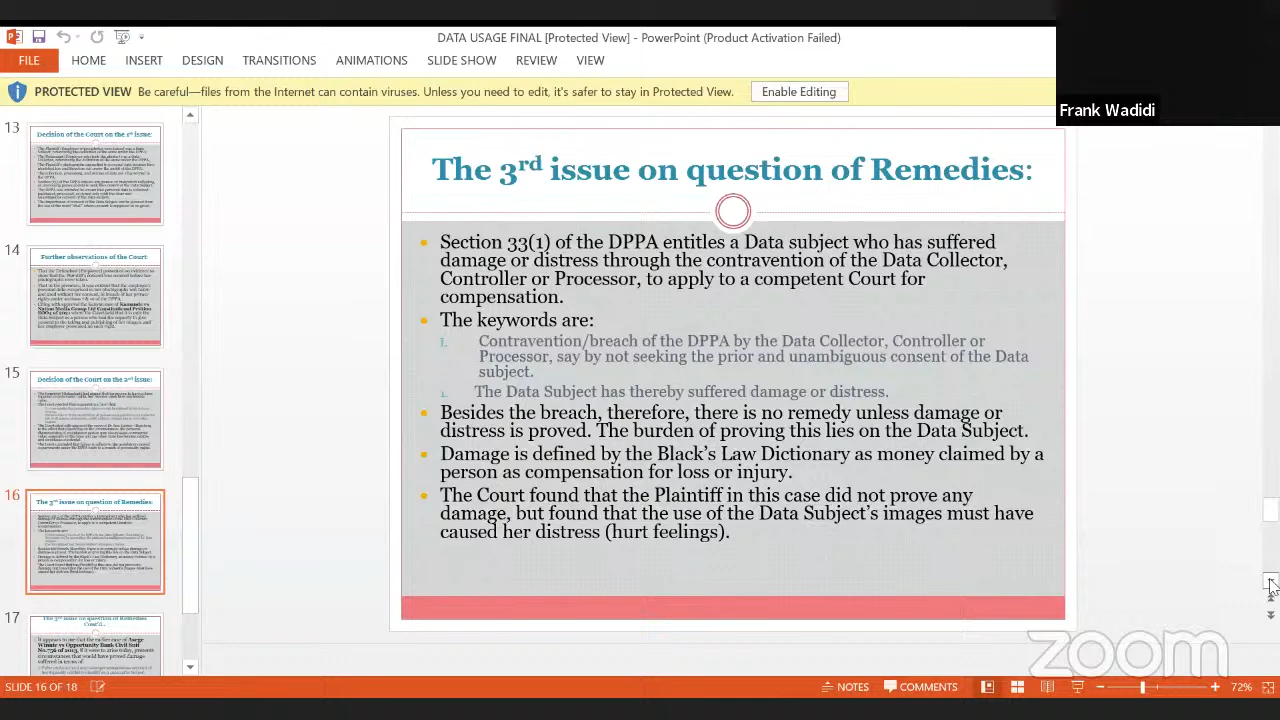 DATA USAGE FINAL [Protected View] - PowerPoint (Product Activation Failed)
FILE HOME INSERT DESIGN TRANSITIONS ANIMATIONS SLIDE SHOW REVIEW VIEW
PROTECTED VIEW Be careful—files from the Internet can contain viruses. Unless you need to edit, it's safer to stay in Protected View. Enable Editing
Frank Wadidi
13
Decision of the Court on the 1st issue:
14
Further observations of the Court:
15
Decision of the Court on the 2nd issue:
16
The 3rd issue on question of Remedies:
17
The 3rd issue on question of Remedies
Cont'd..
The 3rd issue on question of Remedies:
Section 33(1) of the DPPA entitles a Data subject who has suffered
damage or distress through the contravention of the Data Collector,
Controller or Processor, to apply to a competent Court for
compensation.
The keywords are:
I. Contravention/breach of the DPPA by the Data Collector, Controller or
Processor, say by not seeking the prior and unambiguous consent of the Data
subject.
The Data Subject has thereby suffered damage or distress.
Besides the breach, therefore, there is no remedy unless damage or
distress is proved. The burden of proving this lies on the Data Subject.
Damage is defined by the Black's Law Dictionary as money claimed by a
person as compensation for loss or injury.
The Court found that the Plaintiff in this case did not prove any
damage, but found that the use of the Data Subject's images must have
caused her distress (hurt feelings).
zoom
SLIDE 16 OF 18 NOTES COMMENTS 72%